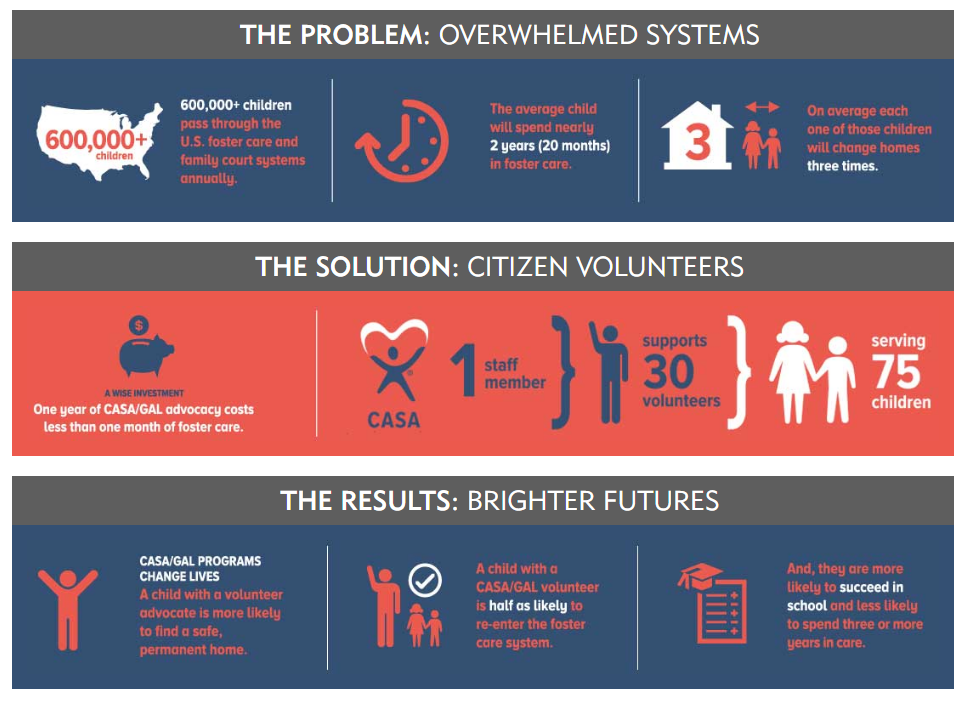 THE PROBLEM: OVERWHELMED SYSTEMS
600,000+
children
600,000+ children
pass through the
U.S. foster care and
family court systems
annually.
The average child
will spend nearly
2 years (20 months)
in foster care.
3
On average each
one of those children
will change homes
three times.
THE SOLUTION: CITIZEN VOLUNTEERS
$
A WISE INVESTMENT
One year of CASA/GAL advocacy costs
less than one month of foster care.
CASA
1 staff
member
supports
30
volunteers
serving
75
children
THE RESULTS: BRIGHTER FUTURES
CASA/GAL PROGRAMS
CHANGE LIVES
A child with a volunteer
advocate is more likely
to find a safe,
permanent home.
A child with a
CASA/GAL volunteer
is half as likely to
re-enter the foster
care system.
And, they are more
likely to succeed in
school and less likely
to spend three or more
years in care.